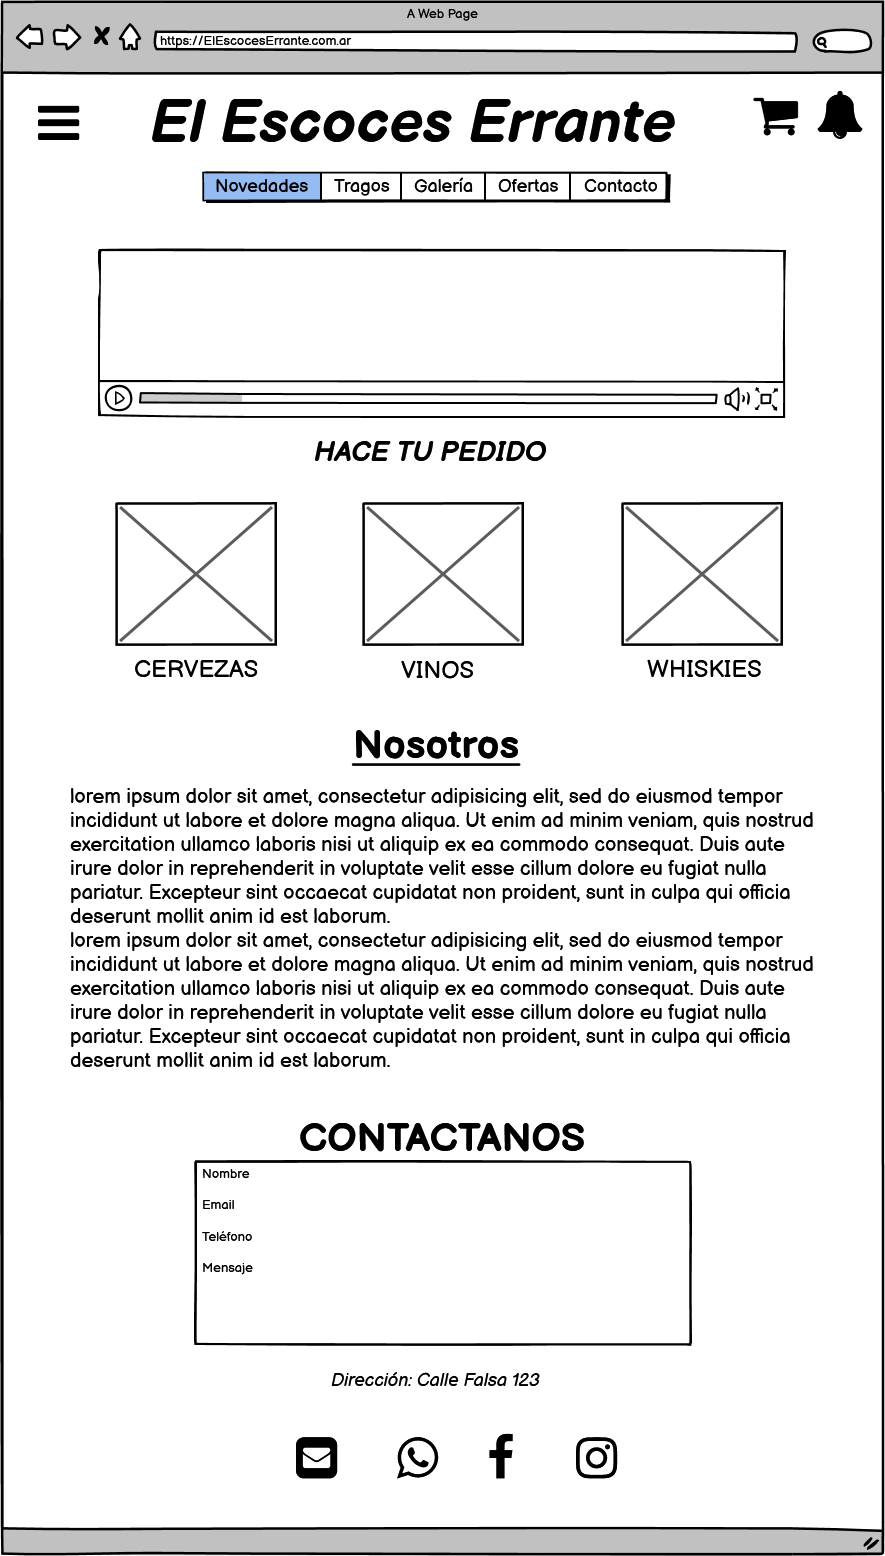 A Web Page
https://ElEscocesErrante.com.ar
El Escoces Errante
Novedades Tragos Galería Ofertas Contacto
HACE TU PEDIDO
CERVEZAS VINOS WHISKIES
Nosotros
lorem ipsum dolor sit amet, consectetur adipisicing elit, sed do eiusmod tempor
incididunt ut labore et dolore magna aliqua. Ut enim ad minim veniam, quis nostrud
exercitation ullamco laboris nisi ut aliquip ex ea commodo consequat. Duis aute
irure dolor in reprehenderit in voluptate velit esse cillum dolore eu fugiat nulla
pariatur. Excepteur sint occaecat cupidatat non proident, sunt in culpa qui officia
deserunt mollit anim id est laborum.
lorem ipsum dolor sit amet, consectetur adipisicing elit, sed do eiusmod tempor
incididunt ut labore et dolore magna aliqua. Ut enim ad minim veniam, quis nostrud
exercitation ullamco laboris nisi ut aliquip ex ea commodo consequat. Duis aute
irure dolor in reprehenderit in voluptate velit esse cillum dolore eu fugiat nulla
pariatur. Excepteur sint occaecat cupidatat non proident, sunt in culpa qui officia
deserunt mollit anim id est laborum.
CONTACTANOS
Nombre
Email
Teléfono
Mensaje
Dirección: Calle Falsa 123